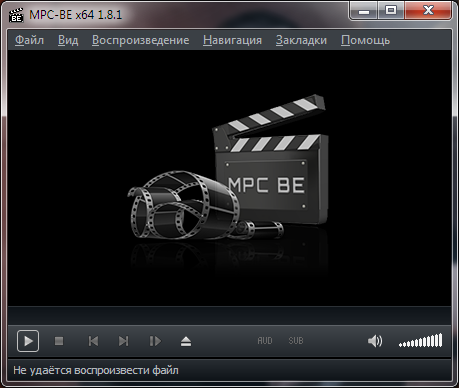 BE MPC-BE x64 1.8.1
Файл Вид Воспроизведение Навигация Закладки Помощь
MPC BE
AUD SUB
Не удаётся воспроизвести файл